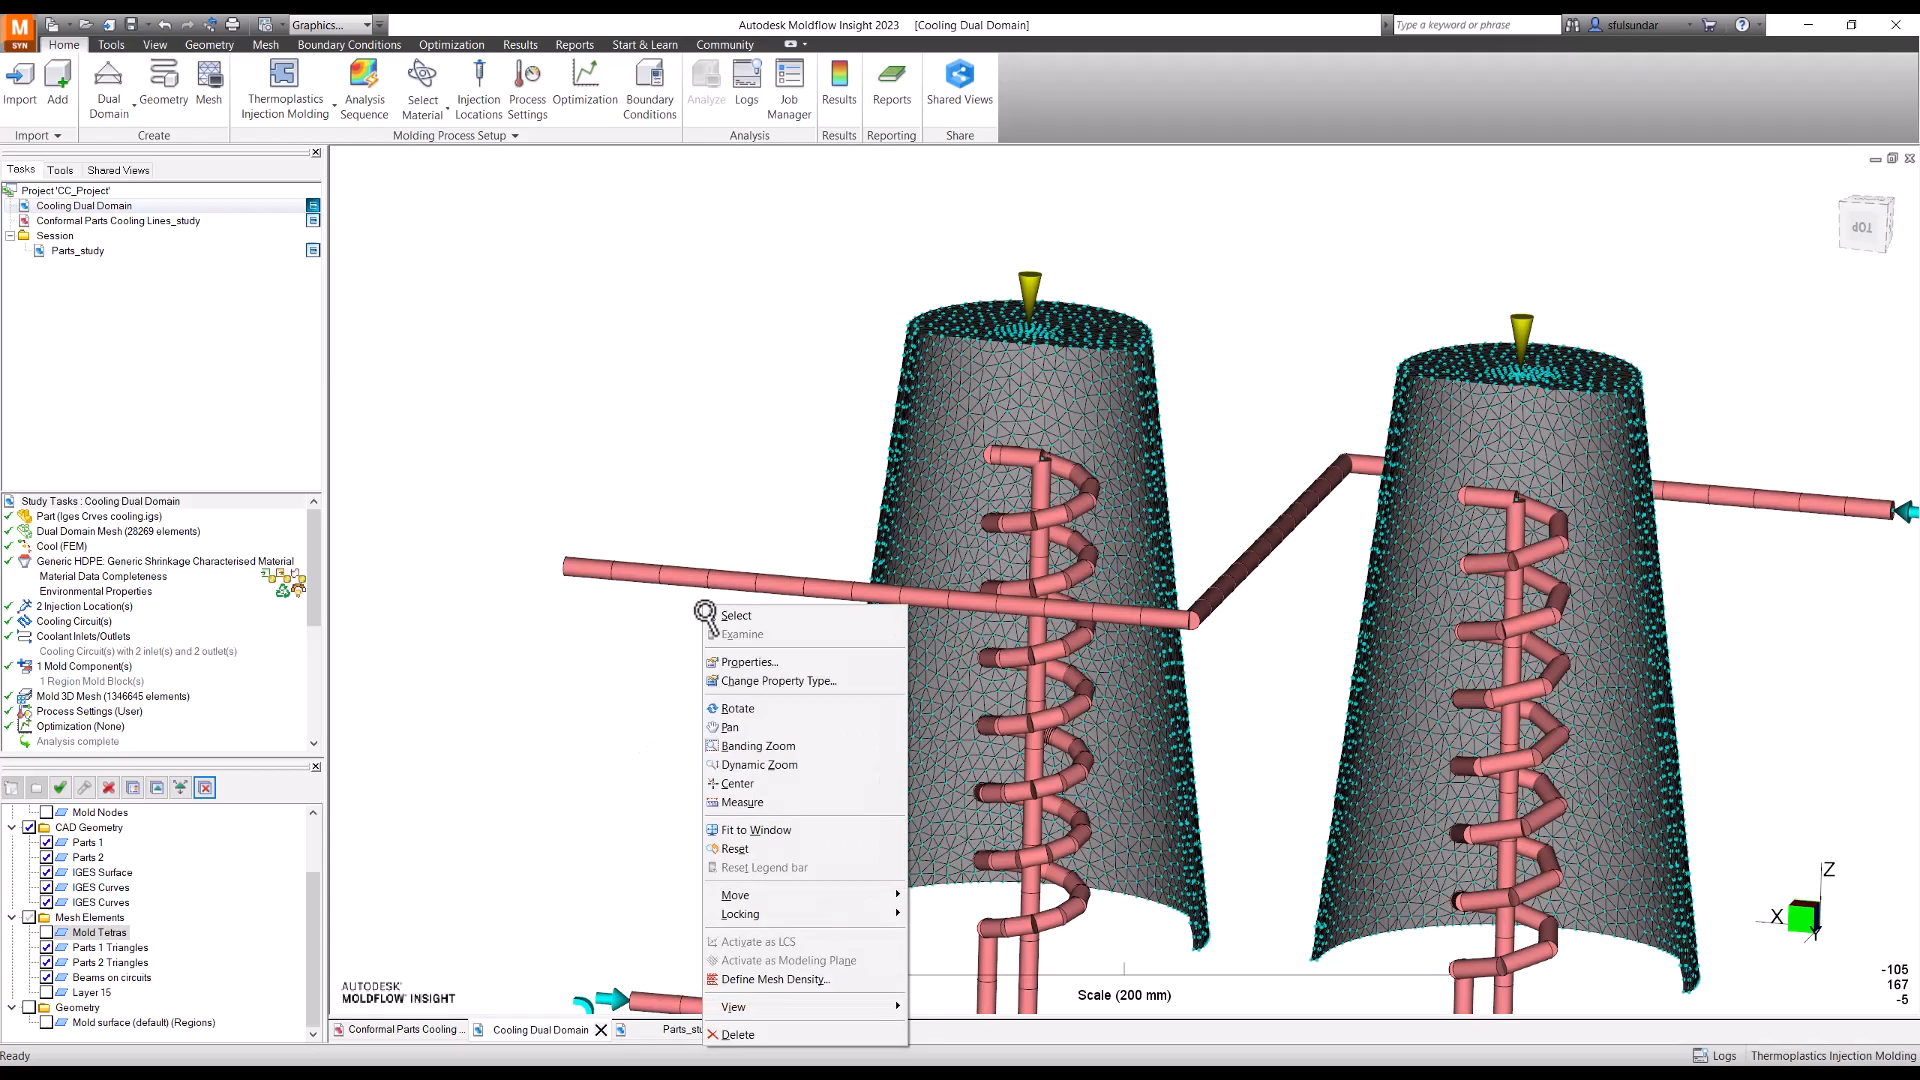 M
SYN
Graphics...
Autodesk Moldflow Insight 2023 [Cooling Dual Domain]
Type a keyword or phrase
sfulsundar
Home Tools View Geometry Mesh Boundary Conditions Optimization Results Reports Start & Learn Community
Import Add Dual Domain Geometry Mesh Thermoplastics Injection Molding Analysis Sequence Select Material Injection Locations Process Settings Optimization Boundary Conditions Analyze Logs Job Manager Results Reports Shared Views
Import Create Molding Process Setup Analysis Results Reporting Share
Tasks Tools Shared Views
Project 'CC_Project'
Cooling Dual Domain
Conformal Parts Cooling Lines_study
Session
Parts_study
Study Tasks : Cooling Dual Domain
Part (Iges Crves cooling.igs)
Dual Domain Mesh (28269 elements)
Cool (FEM)
Generic HDPE: Generic Shrinkage Characterised Material
Material Data Completeness
Environmental Properties
2 Injection Location(s)
Cooling Circuit(s)
Coolant Inlets/Outlets
Cooling Circuit(s) with 2 inlet(s) and 2 outlet(s)
1 Mold Component(s)
1 Region Mold Block(s)
Mold 3D Mesh (1346645 elements)
Process Settings (User)
Optimization (None)
Analysis complete
Mold Nodes
CAD Geometry
Parts 1
Parts 2
IGES Surface
IGES Curves
IGES Curves
Mesh Elements
Mold Tetras
Parts 1 Triangles
Parts 2 Triangles
Beams on circuits
Layer 15
Geometry
Mold surface (default) (Regions)
TOP
Select
Examine
Properties...
Change Property Type...
Rotate
Pan
Banding Zoom
Dynamic Zoom
Center
Measure
Fit to Window
Reset
Reset Legend bar
Move
Locking
Activate as LCS
Activate as Modeling Plane
Define Mesh Density...
View
Delete
Z
X
Y
-105
167
-5
AUTODESK
MOLDFLOW INSIGHT
Scale (200 mm)
Conformal Parts Cooling ... Cooling Dual Domain Parts_stu
Ready
Logs Thermoplastics Injection Molding